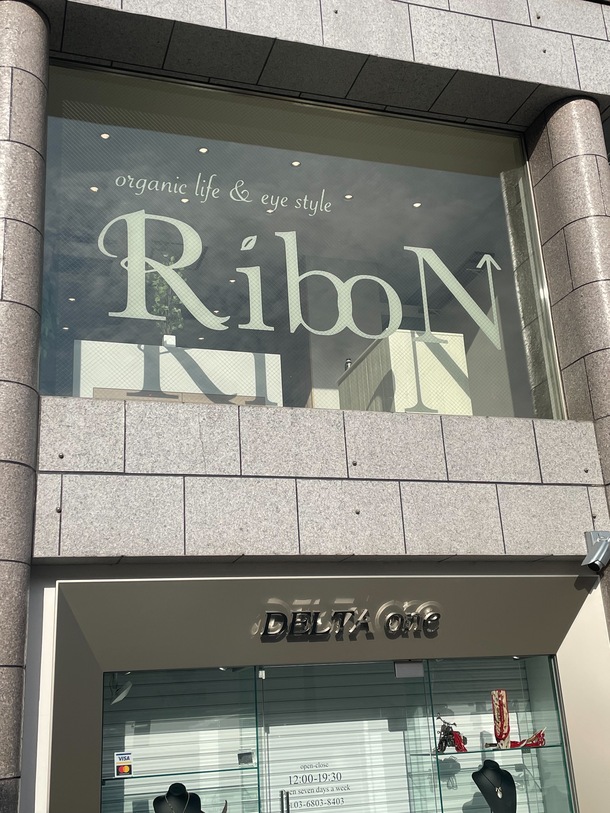 organic life & eye style
RiboN
DELTA one
VISA
open-close
12:00-19:30
open seven days a week
03-6803-8403